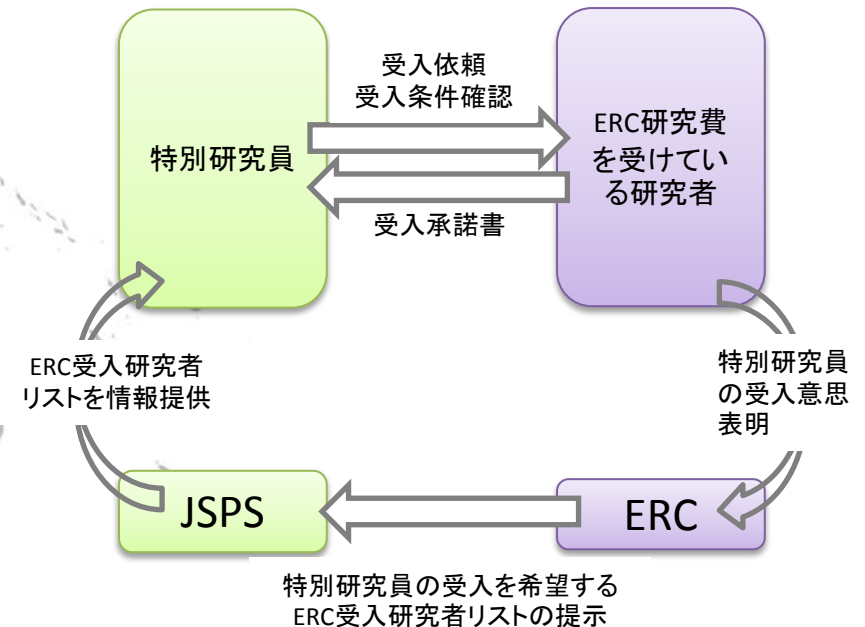 受入依頼
受入条件確認
特別研究員
ERC研究費
を受けてい
る研究者
受入承諾書
ERC受入研究者
リストを情報提供
特別研究員
の受入意思
表明
JSPS
ERC
特別研究員の受入を希望する
ERC受入研究者リストの提示